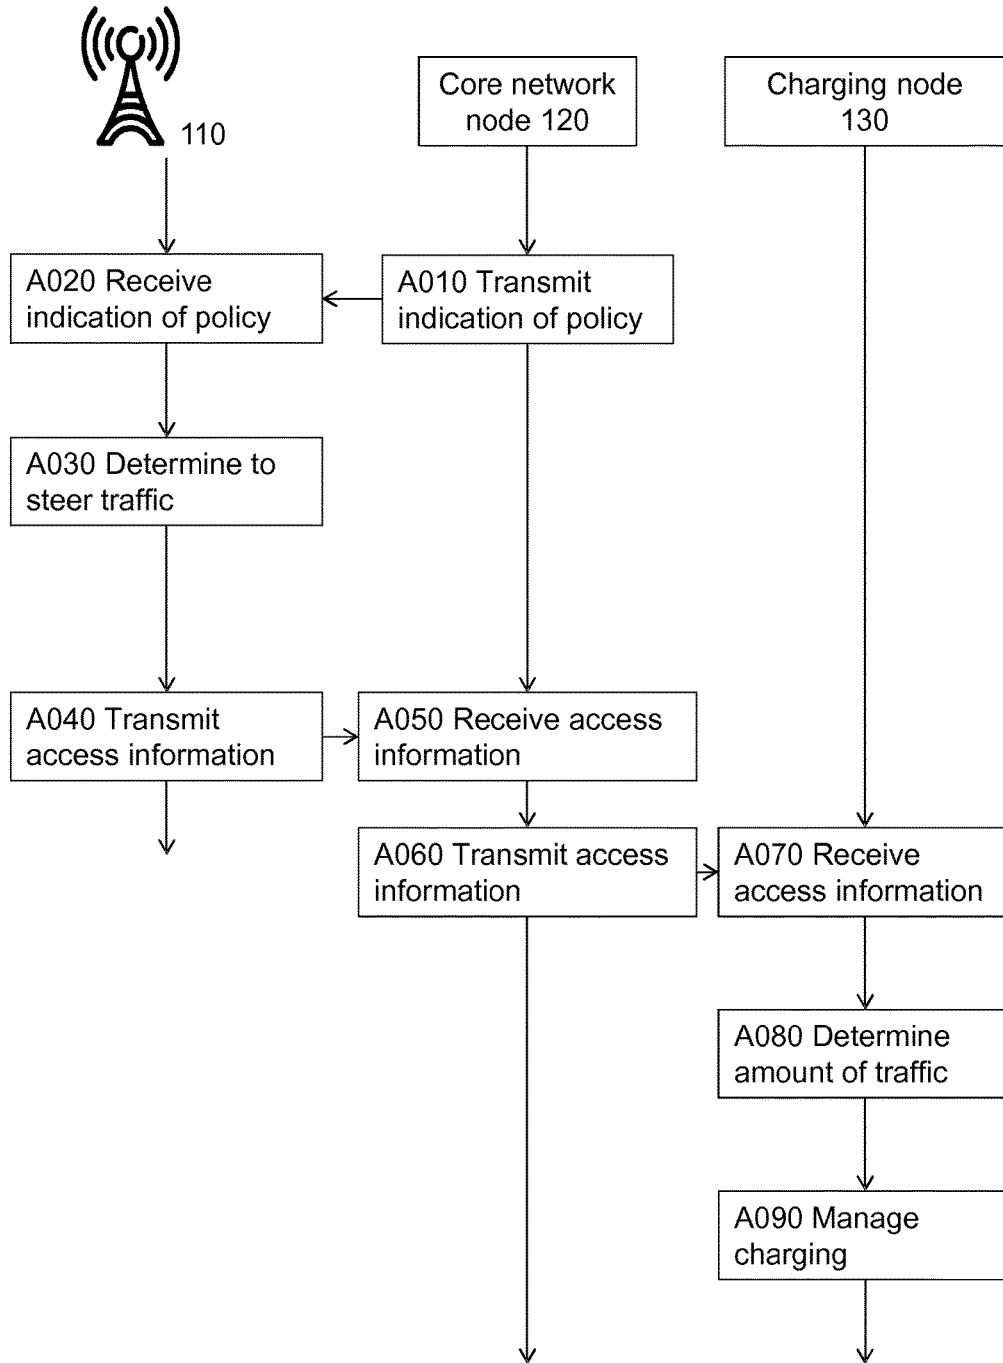 110
Core network
node 120
Charging node
130
A020 Receive
indication of policy
A010 Transmit
indication of policy
A030 Determine to
steer traffic
A040 Transmit
access information
A050 Receive access
information
A060 Transmit access
information
A070 Receive
access information
A080 Determine
amount of traffic
A090 Manage
charging